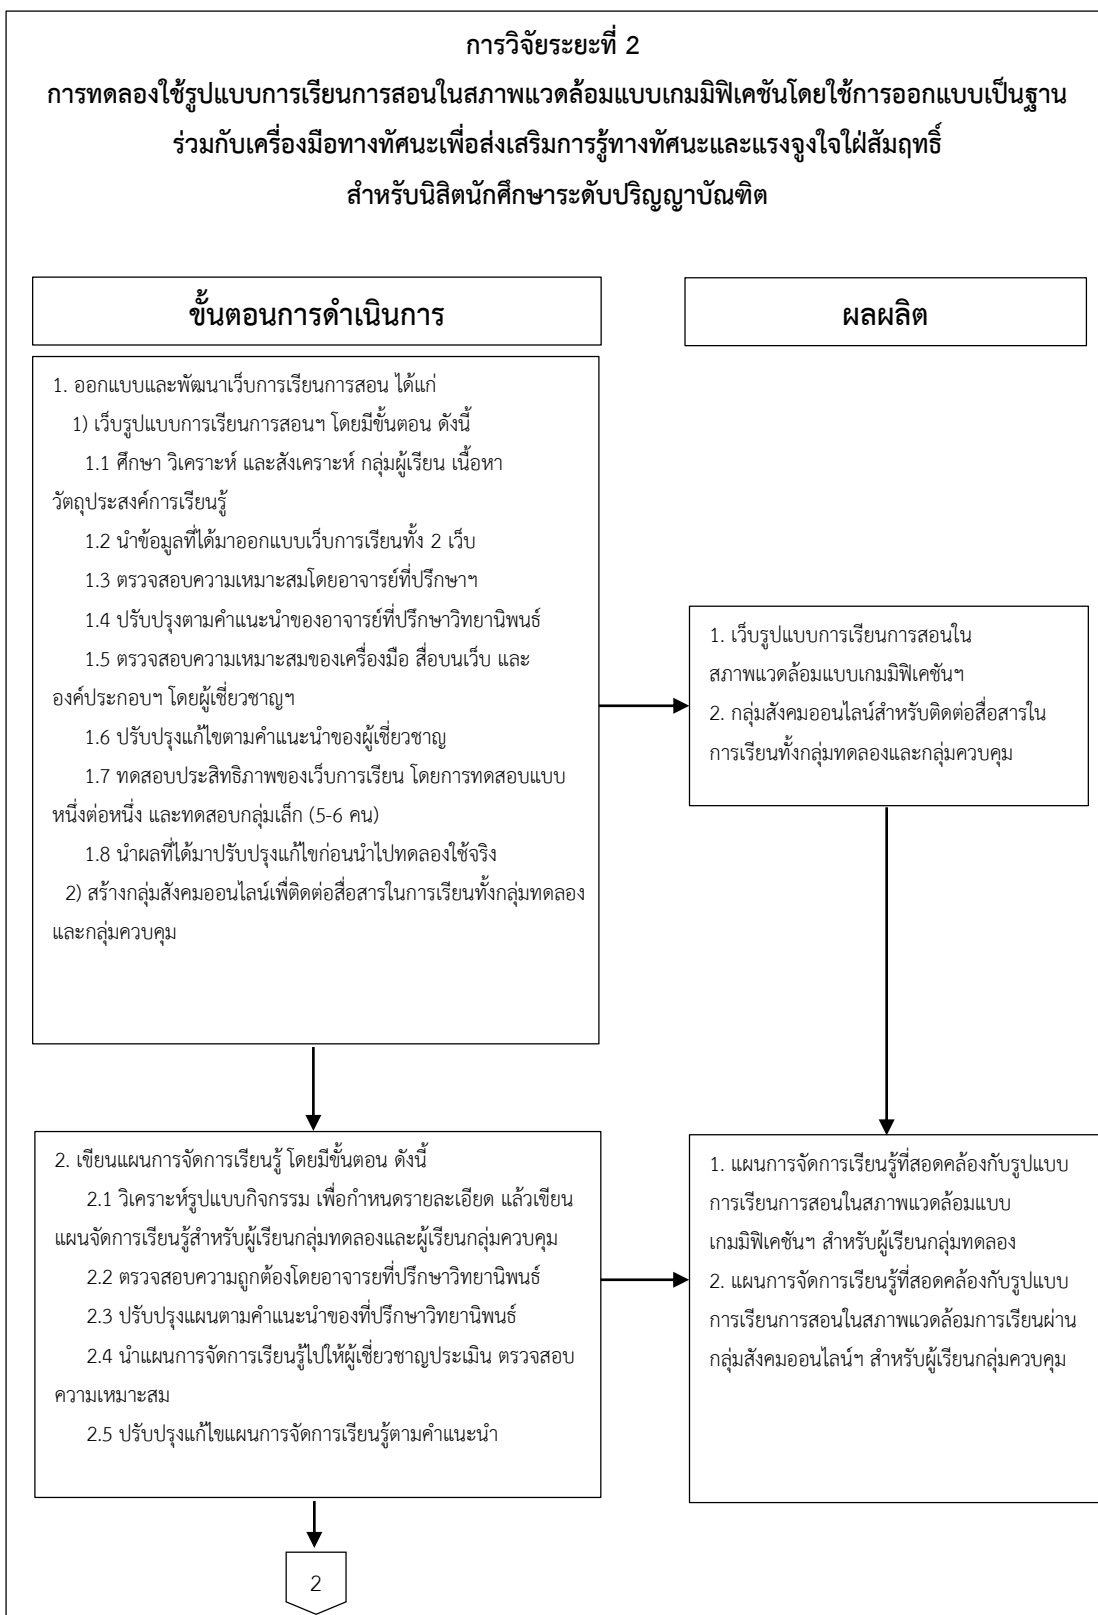 การวิจัยระยะที่ 2
การทดลองใช้รูปแบบการเรียนการสอนในสภาพแวดล้อมแบบเกมมิฟิเคชันโดยใช้การออกแบบเป็นฐาน
ร่วมกับเครื่องมือทางทัศนะเพื่อส่งเสริมการรู้ทางทัศนะและแรงจูงใจใฝ่สัมฤทธิ์
สำหรับนิสิตนักศึกษาระดับปริญญาบัณฑิต
ขั้นตอนการดำเนินการ
ผลผลิต
1. ออกแบบและพัฒนาเว็บการเรียนการสอน ได้แก่
1) เว็บรูปแบบการเรียนการสอนฯ โดยมีขั้นตอน ดังนี้
1.1 ศึกษา วิเคราะห์ และสังเคราะห์ กลุ่มผู้เรียน เนื้อหา
วัตถุประสงค์การเรียนรู้
1.2 นำข้อมูลที่ได้มาออกแบบเว็บการเรียนทั้ง 2 เว็บ
1.3 ตรวจสอบความเหมาะสมโดยอาจารย์ที่ปรึกษาฯ
1.4 ปรับปรุงตามคำแนะนำของอาจารย์ที่ปรึกษาวิทยานิพนธ์
1.5 ตรวจสอบความเหมาะสมของเครื่องมือ สื่อบนเว็บ และ
องค์ประกอบฯ โดยผู้เชี่ยวชาญฯ
1.6 ปรับปรุงแก้ไขตามคำแนะนำของผู้เชี่ยวชาญ
1.7 ทดสอบประสิทธิภาพของเว็บการเรียน โดยการทดสอบแบบ
หนึ่งต่อหนึ่ง และทดสอบกลุ่มเล็ก (5-6 คน)
1.8 นำผลที่ได้มาปรับปรุงแก้ไขก่อนนำไปทดลองใช้จริง
2) สร้างกลุ่มสังคมออนไลน์เพื่ติดต่อสื่อสารในการเรียนทั้งกลุ่มทดลอง
และกลุ่มควบคุม
1. เว็บรูปแบบการเรียนการสอนใน
สภาพแวดล้อมแบบเกมมิฟิเคชันฯ
2. กลุ่มสังคมออนไลน์สำหรับติดต่อสื่อสารใน
การเรียนทั้งกลุ่มทดลองและกลุ่มควบคุม
2. เขียนแผนการจัดการเรียนรู้ โดยมีขั้นตอน ดังนี้
2.1 วิเคราะห์รูปแบบกิจกรรม เพื่อกำหนดรายละเอียด แล้วเขียน
แผนจัดการเรียนรู้สำหรับผู้เรียนกลุ่มทดลองและผู้เรียนกลุ่มควบคุม
2.2 ตรวจสอบความถูกต้องโดยอาจารยที่ปรึกษาวิทยานิพนธ์
2.3 ปรับปรุงแผนตามคำแนะนำของที่ปรึกษาวิทยานิพนธ์
2.4 นำแผนการจัดการเรียนรู้ไปให้ผู้เชี่ยวชาญประเมิน ตรวจสอบ
ความเหมาะสม
2.5 ปรับปรุงแก้ไขแผนการจัดการเรียนรู้ตามคำแนะนำ
1. แผนการจัดการเรียนรู้ที่สอดคล้องกับรูปแบบ
การเรียนการสอนในสภาพแวดล้อมแบบ
เกมมิฟิเคชันฯ สำหรับผู้เรียนกลุ่มทดลอง
2. แผนการจัดการเรียนรู้ที่สอดคล้องกับรูปแบบ
การเรียนการสอนในสภาพแวดล้อมการเรียนผ่าน
กลุ่มสังคมออนไลน์ฯ สำหรับผู้เรียนกลุ่มควบคุม
2